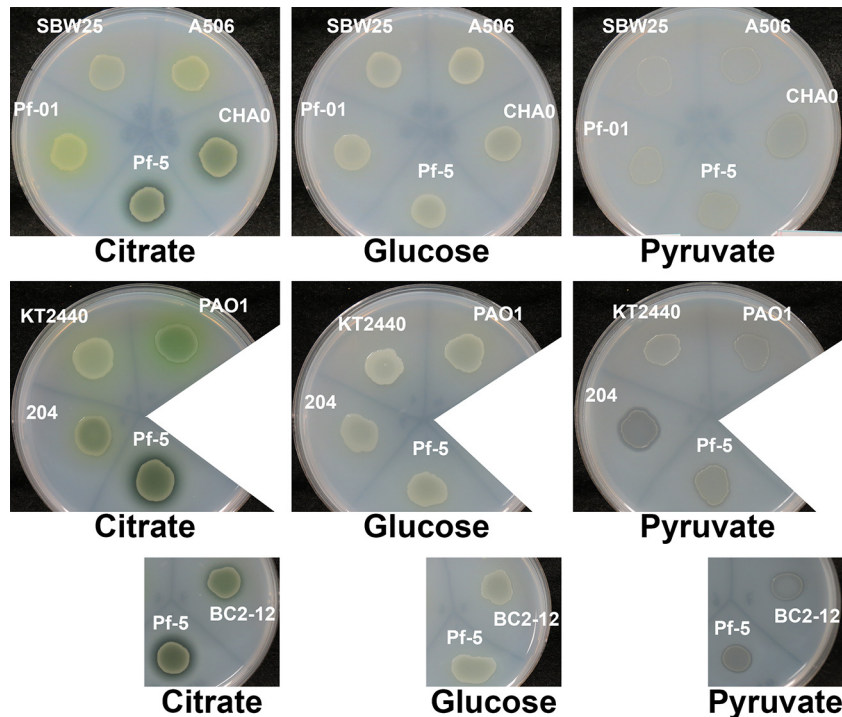 SBW25 A506
Pf-01 CHA0
Pf-5
Citrate
SBW25 A506
Pf-01 CHA0
Pf-5
Glucose
SBW25 A506
Pf-01 CHA0
Pf-5
Pyruvate
KT2440 PAO1
204
Pf-5
Citrate
KT2440 PAO1
204
Pf-5
Glucose
KT2440 PAO1
204
Pf-5
Pyruvate
BC2-12
Pf-5
Citrate
BC2-12
Pf-5
Glucose
BC2-12
Pf-5
Pyruvate